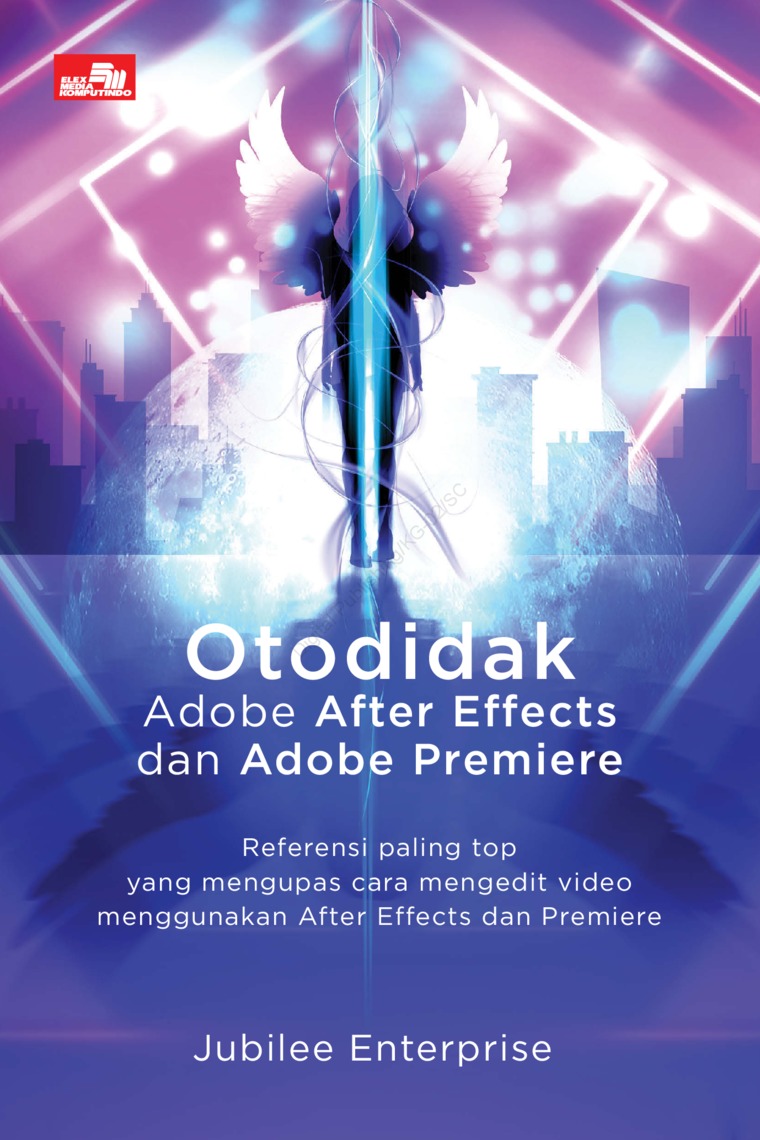 ELEX
MEDIA
KOMPUTINDO
Otodidak
Adobe After Effects
dan Adobe Premiere
Referensi paling top
yang mengupas cara mengedit video
menggunakan After Effects dan Premiere
Jubilee Enterprise